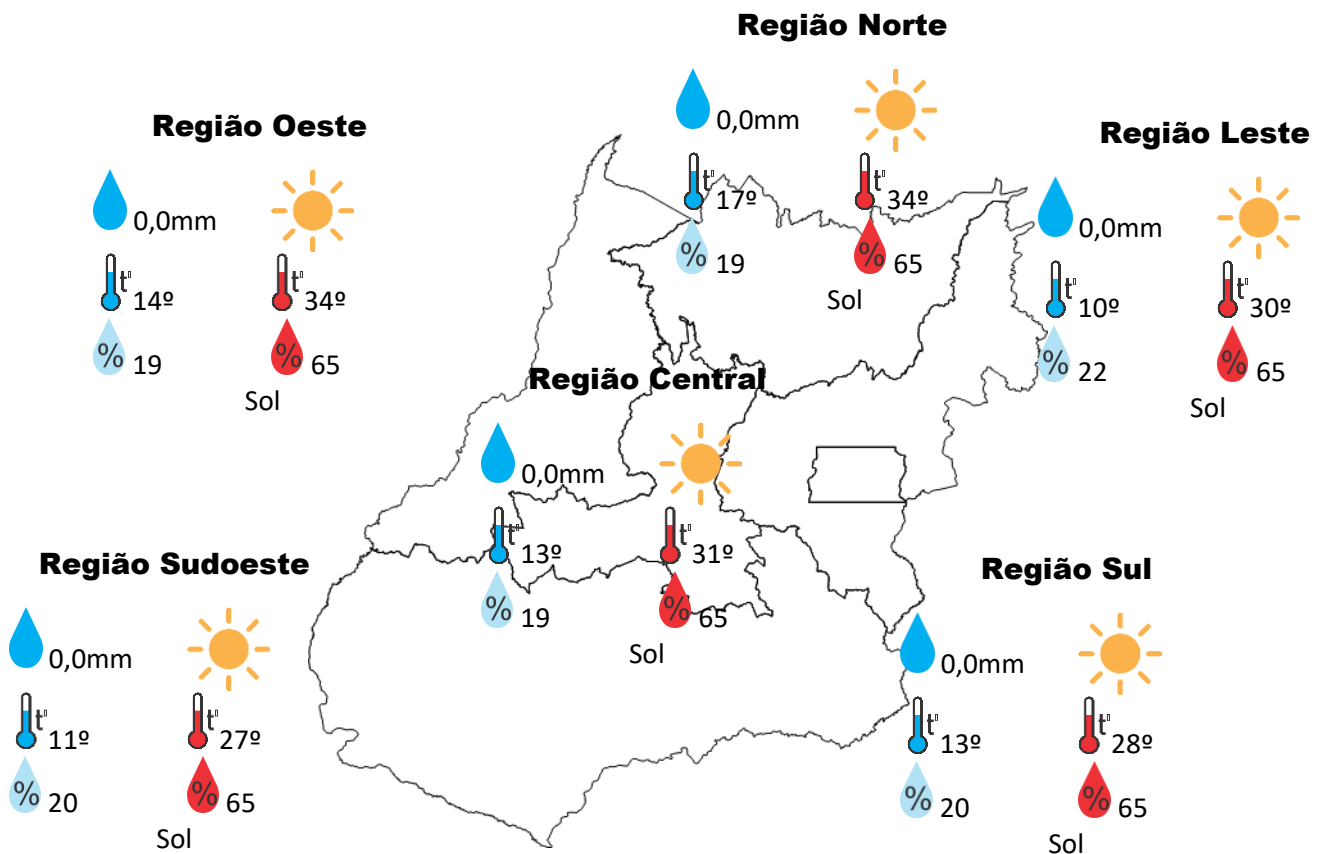 Região Norte
0,0mm
t°
17º
t°
34º
% 19
% 65
Sol
Região Oeste
0,0mm
t°
14º
t°
34º
% 19
% 65
Sol
Região Leste
0,0mm
t°
10º
t°
30º
% 22
% 65
Sol
Região Central
0,0mm
t°
13º
t°
31º
% 19
% 65
Sol
Região Sudoeste
0,0mm
t°
11º
t°
27º
% 20
% 65
Sol
Região Sul
0,0mm
t°
13º
t°
28º
% 20
% 65
Sol